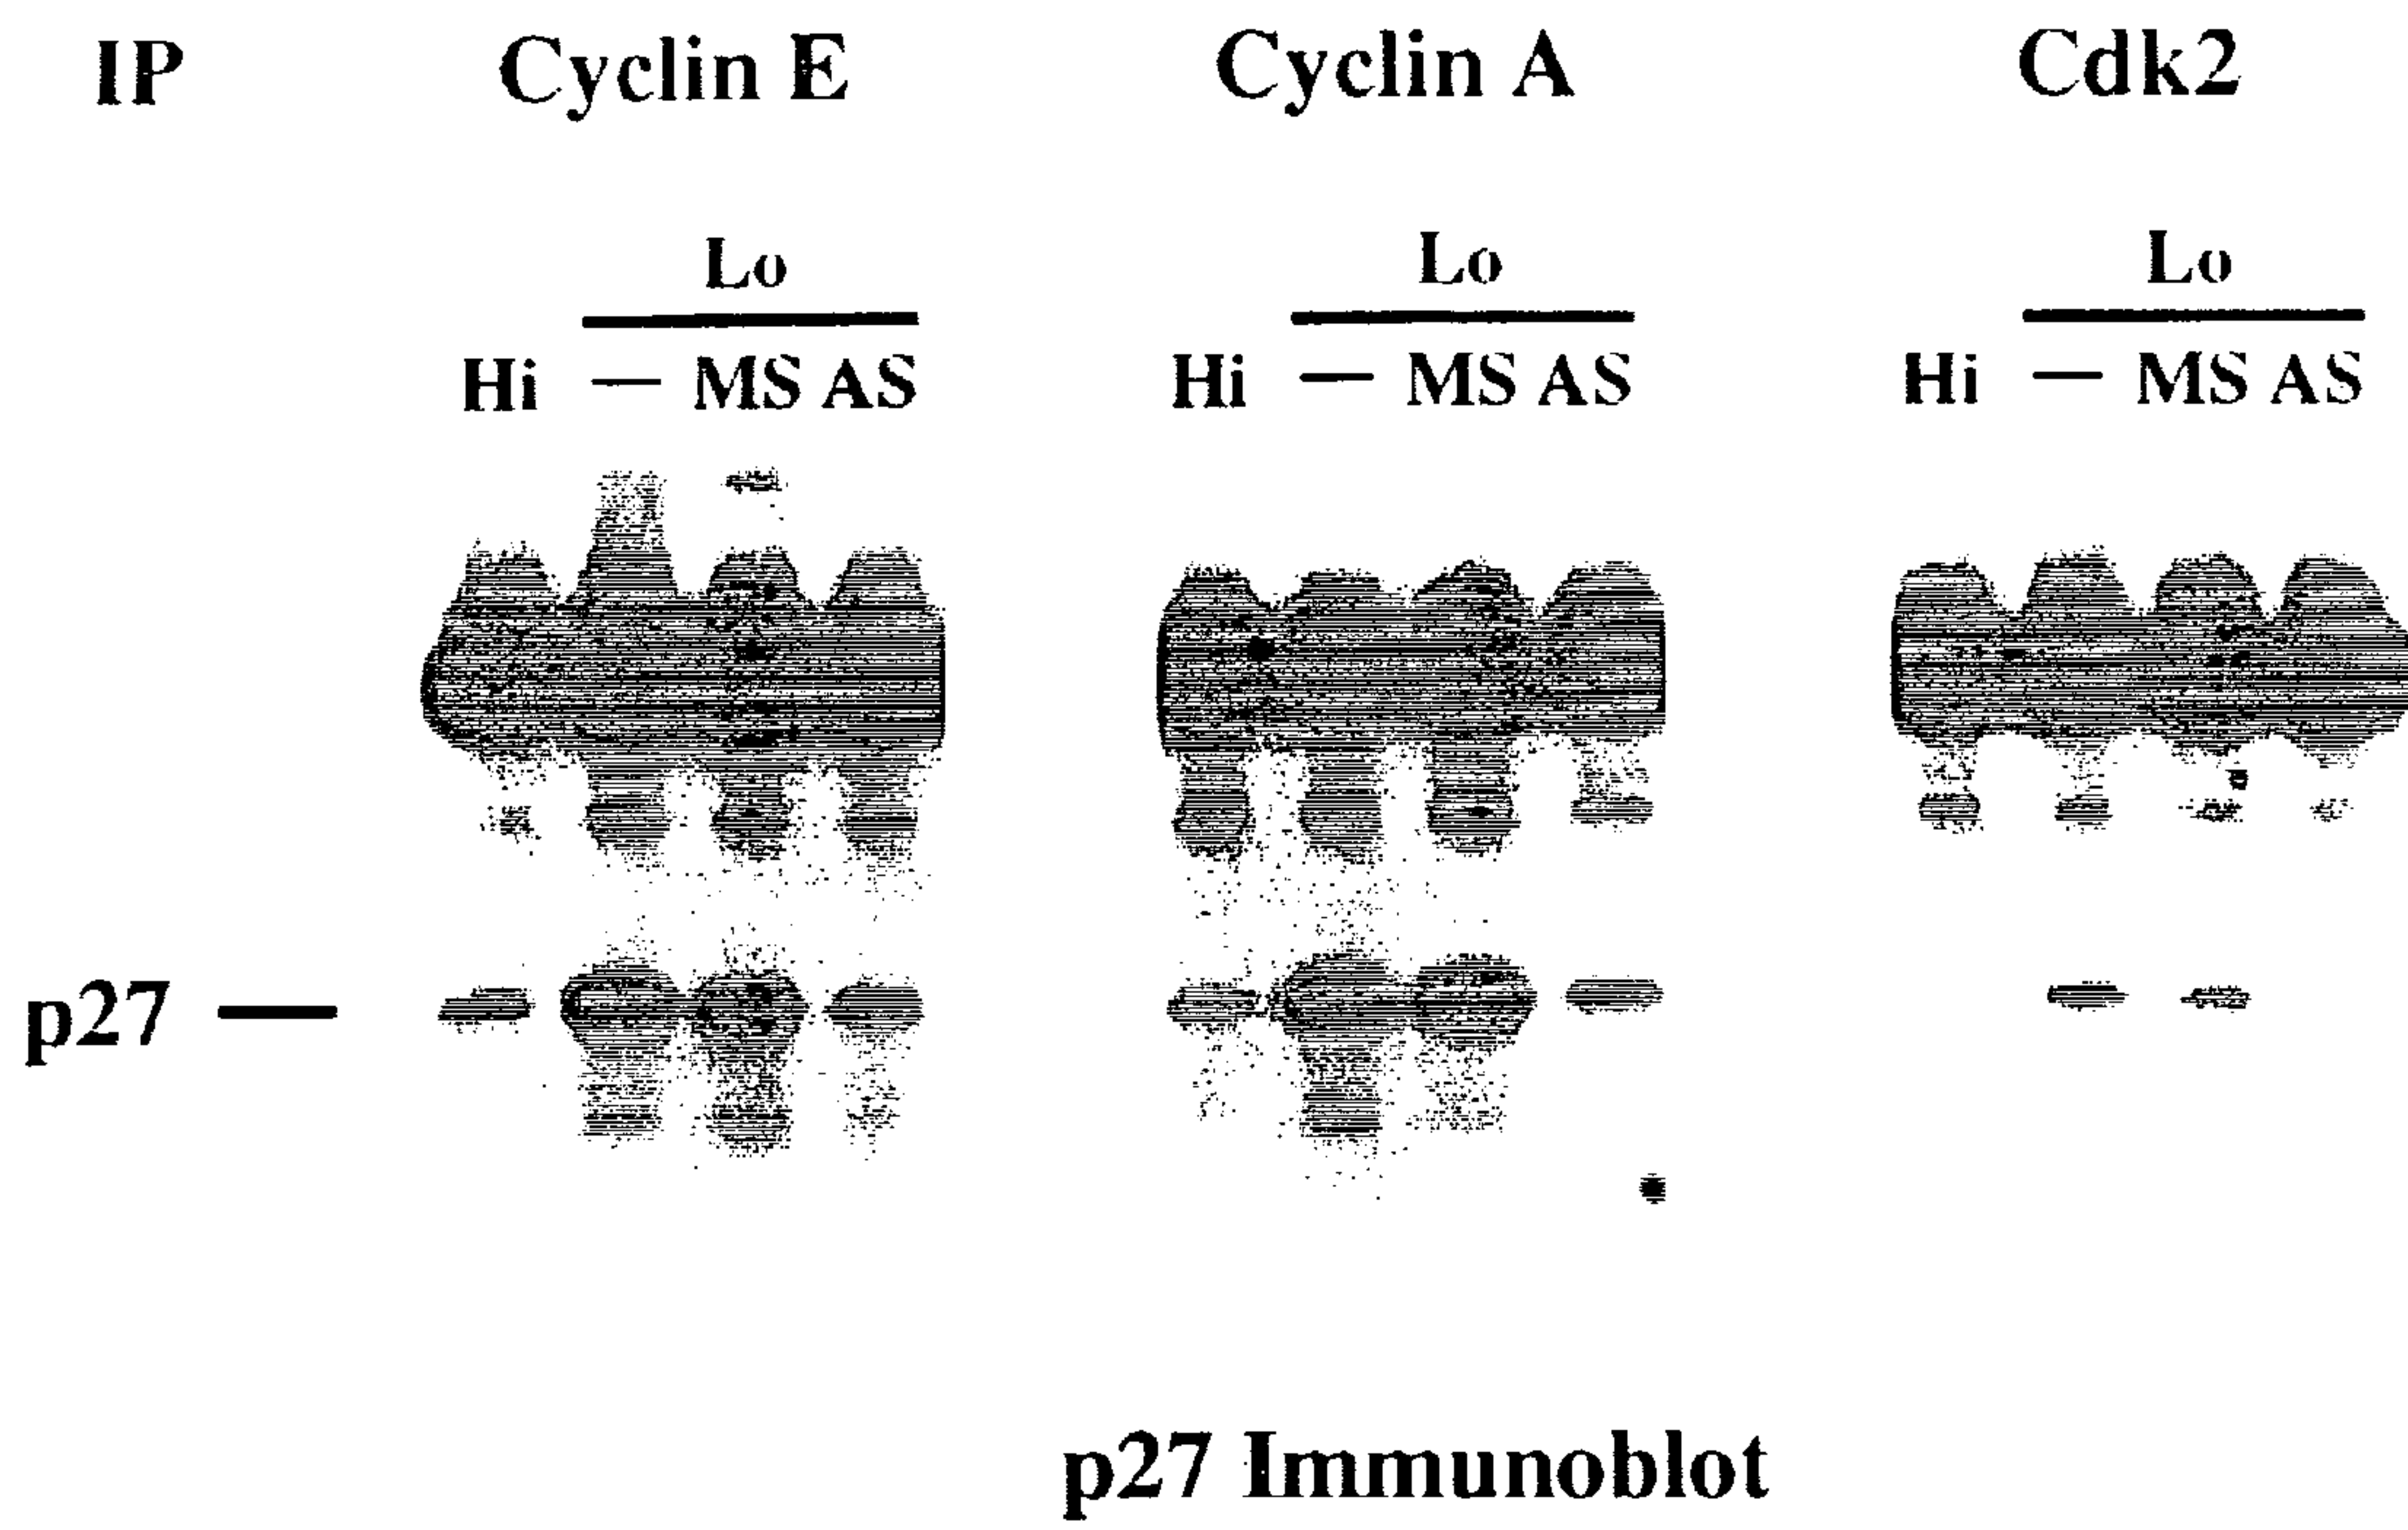 IP Cyclin E Cyclin A Cdk2
Lo Lo Lo
Hi — MS AS Hi — MS AS Hi — MS AS
p27 —
p27 Immunoblot